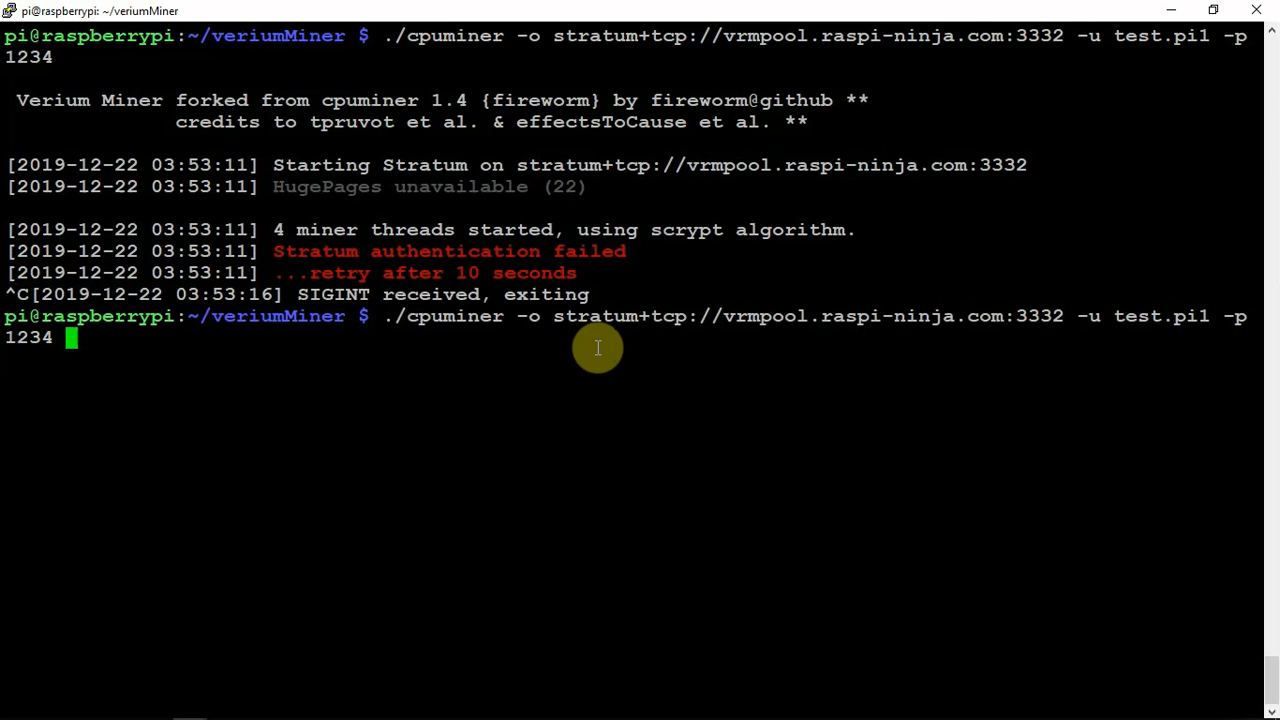 pi@raspberrypi: ~/veriumMiner
pi@raspberrypi:~/veriumMiner $ ./cpuminer -o stratum+tcp://vrmpool.raspi-ninja.com:3332 -u test.pi1 -p
1234
Verium Miner forked from cpuminer 1.4 {fireworm} by fireworm@github **
credits to tpruvot et al. & effectsToCause et al. **
[2019-12-22 03:53:11] Starting Stratum on stratum+tcp://vrmpool.raspi-ninja.com:3332
[2019-12-22 03:53:11] HugePages unavailable (22)
[2019-12-22 03:53:11] 4 miner threads started, using scrypt algorithm.
[2019-12-22 03:53:11] Stratum authentication failed
[2019-12-22 03:53:11] ...retry after 10 seconds
^C[2019-12-22 03:53:16] SIGINT received, exiting
pi@raspberrypi:~/veriumMiner $ ./cpuminer -o stratum+tcp://vrmpool.raspi-ninja.com:3332 -u test.pi1 -p
1234